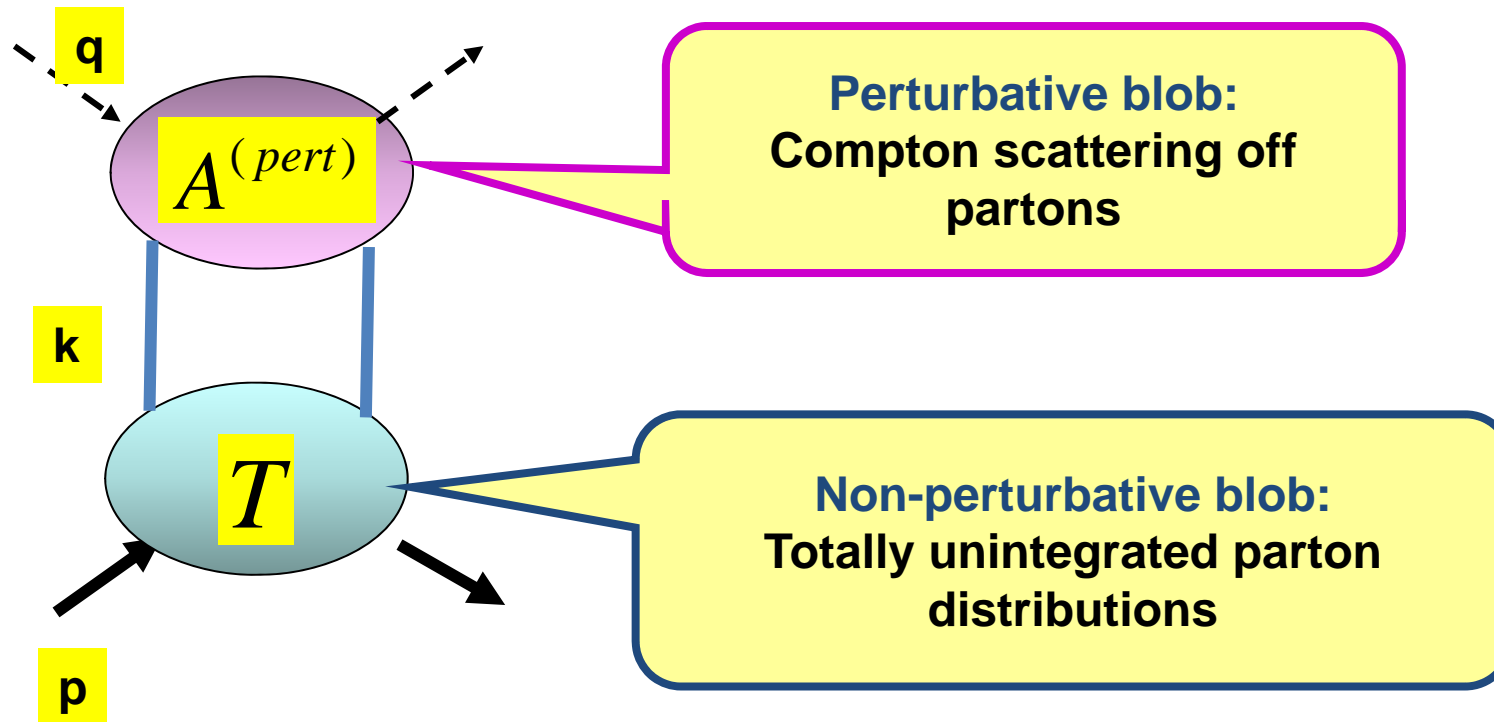 q
A^{(pert)}
Perturbative blob:
Compton scattering off
partons
k
T
Non-perturbative blob:
Totally unintegrated parton
distributions
p